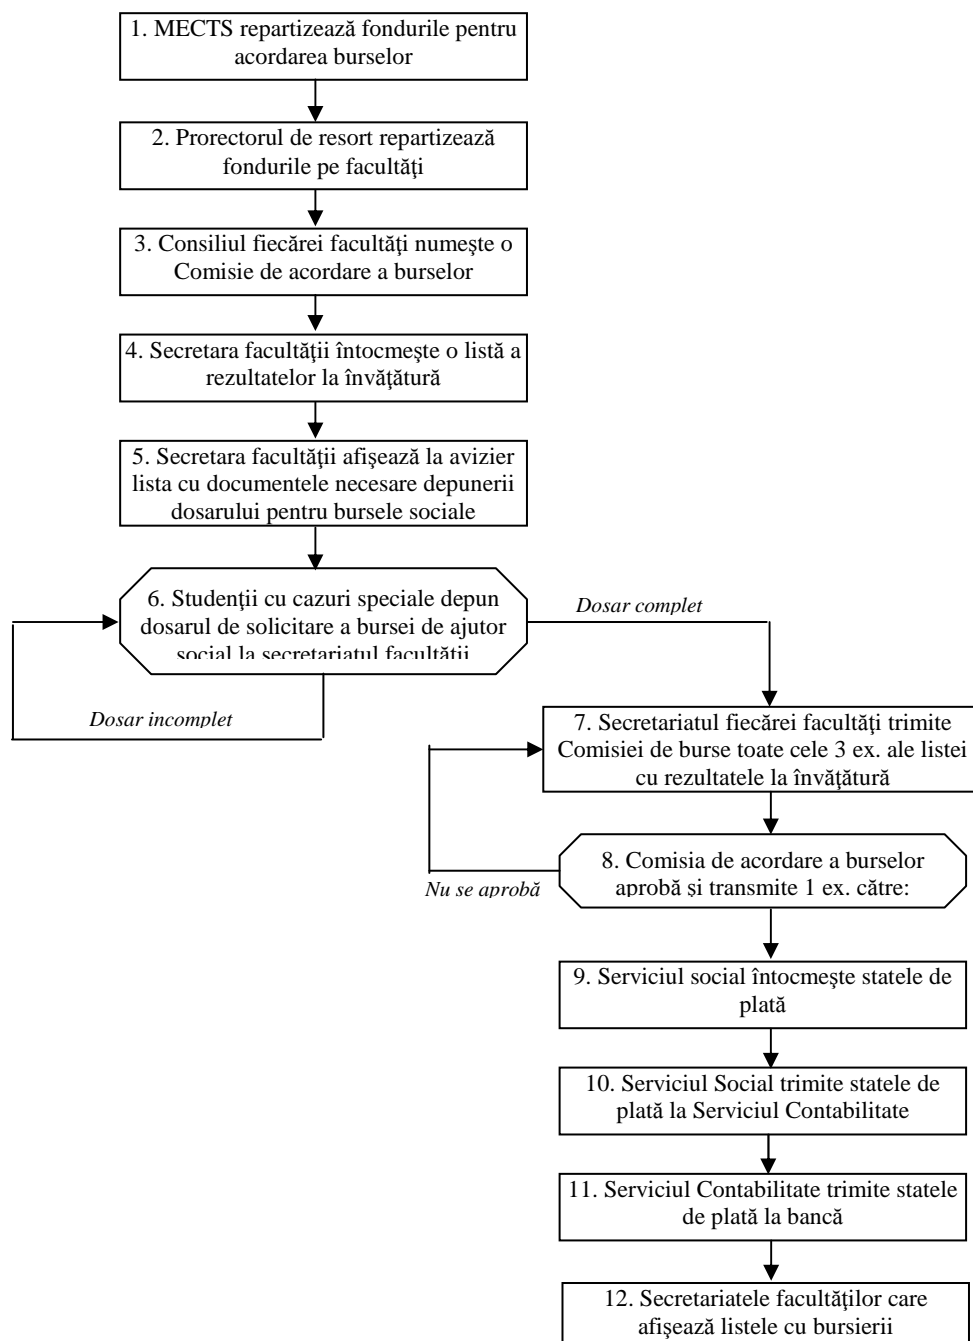 1. MECTS repartizează fondurile pentru
acordarea burselor
2. Prorectorul de resort repartizează
fondurile pe facultăţi
3. Consiliul fiecărei facultăţi numeşte o
Comisie de acordare a burselor
4. Secretara facultăţii întocmeşte o listă a
rezultatelor la învăţătură
5. Secretara facultăţii afişează la avizier
lista cu documentele necesare depunerii
dosarului pentru bursele sociale
6. Studenţii cu cazuri speciale depun
dosarul de solicitare a bursei de ajutor
social la secretariatul facultăţii
Dosar complet
Dosar incomplet
7. Secretariatul fiecărei facultăţi trimite
Comisiei de burse toate cele 3 ex. ale listei
cu rezultatele la învăţătură
8. Comisia de acordare a burselor
aprobă şi transmite 1 ex. către:
Nu se aprobă
9. Serviciul social întocmeşte statele de
plată
10. Serviciul Social trimite statele de
plată la Serviciul Contabilitate
11. Serviciul Contabilitate trimite statele
de plată la bancă
12. Secretariatele facultăţilor care
afişează listele cu bursierii